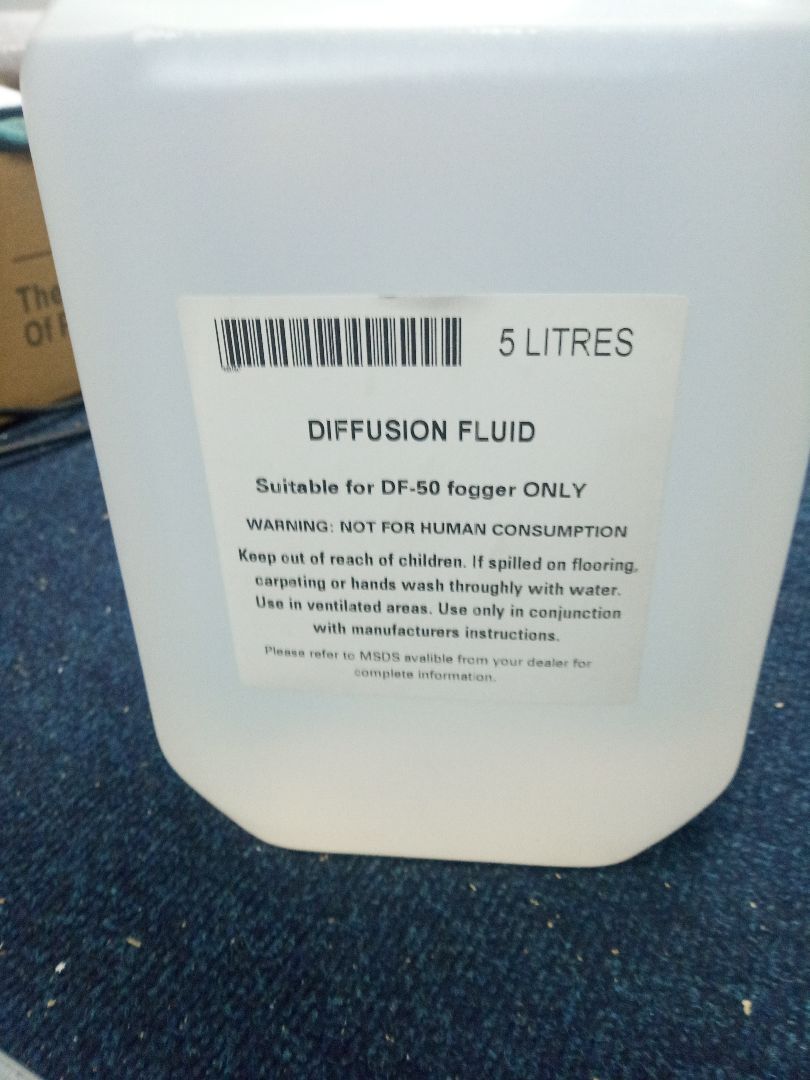 5 LITRES
DIFFUSION FLUID
Suitable for DF-50 fogger ONLY
WARNING: NOT FOR HUMAN CONSUMPTION
Keep out of reach of children. If spilled on flooring,
carpeting or hands wash throughly with water.
Use in ventilated areas. Use only in conjunction
with manufacturers instructions.
Please refer to MSDS avalible from your dealer for
complete information.
The
Of